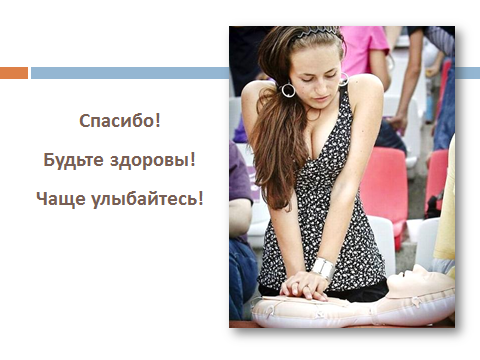 Спасибо!
Будьте здоровы!
Чаще улыбайтесь!